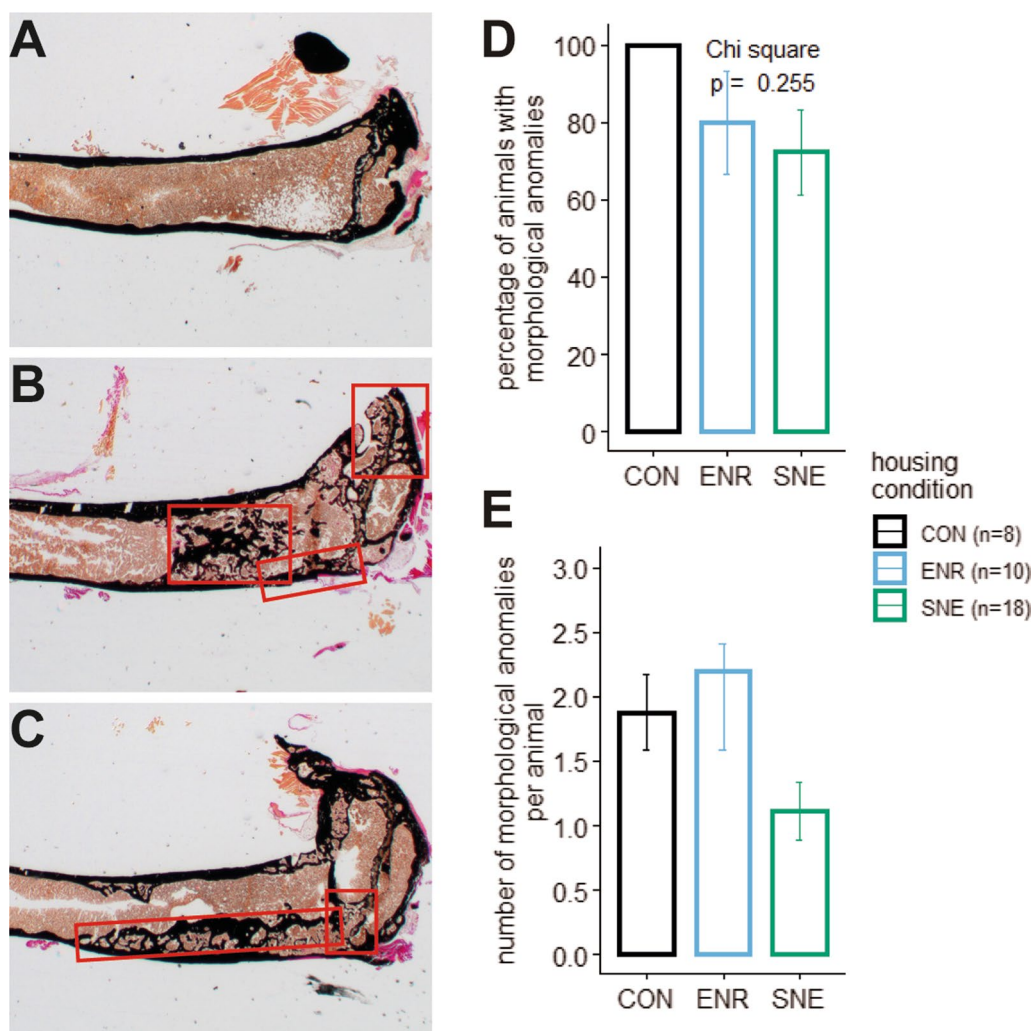 A
B
C
D
percentage of animals with
morphological anomalies
100
80
60
40
20
0
Chi square
p = 0.255
CON ENR SNE
housing
condition
CON (n=8)
ENR (n=10)
SNE (n=18)
E
number of morphological anomalies
per animal
3.0
2.5
2.0
1.5
1.0
0.5
0.0
CON ENR SNE